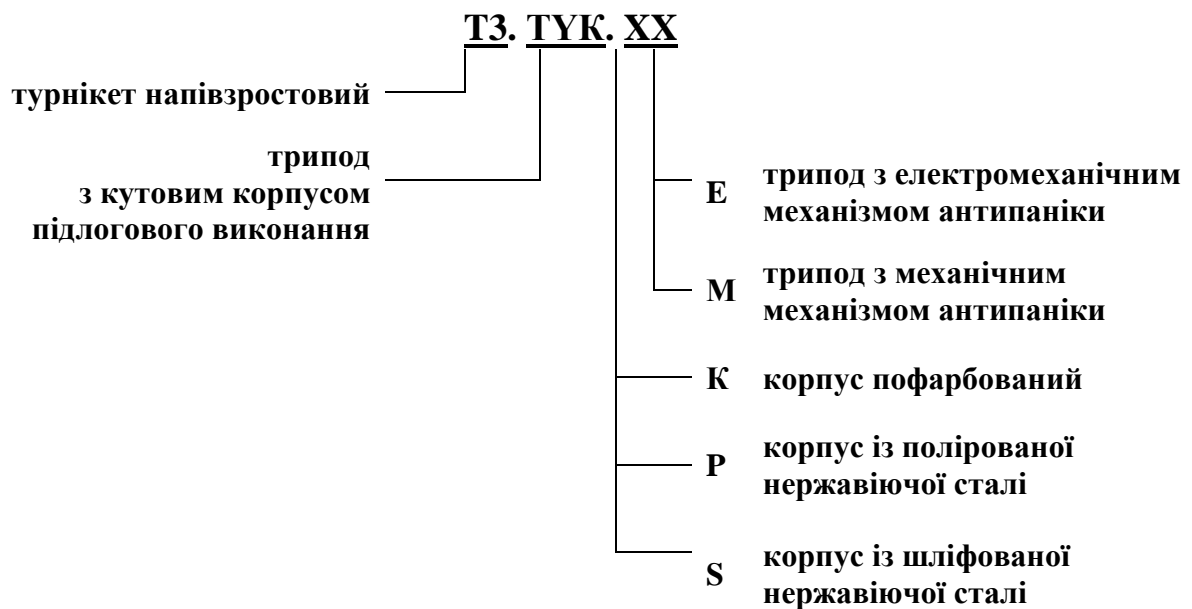 ТЗ. ТYК. ХХ
турнікет напівзростовий
трипод
з кутовим корпусом
підлогового виконання
Е
трипод з електромеханічним
механізмом антипаніки
М
трипод з механічним
механізмом антипаніки
К
корпус пофарбований
Р
корпус із полірованої
нержавіючої сталі
S
корпус із шліфованої
нержавіючої сталі